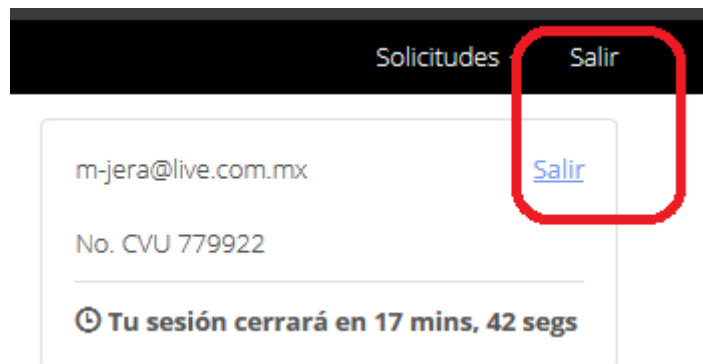 Solicitudes Salir
m-jera@live.com.mx Salir
No. CVU 779922
Tu sesión cerrará en 17 mins, 42 segs